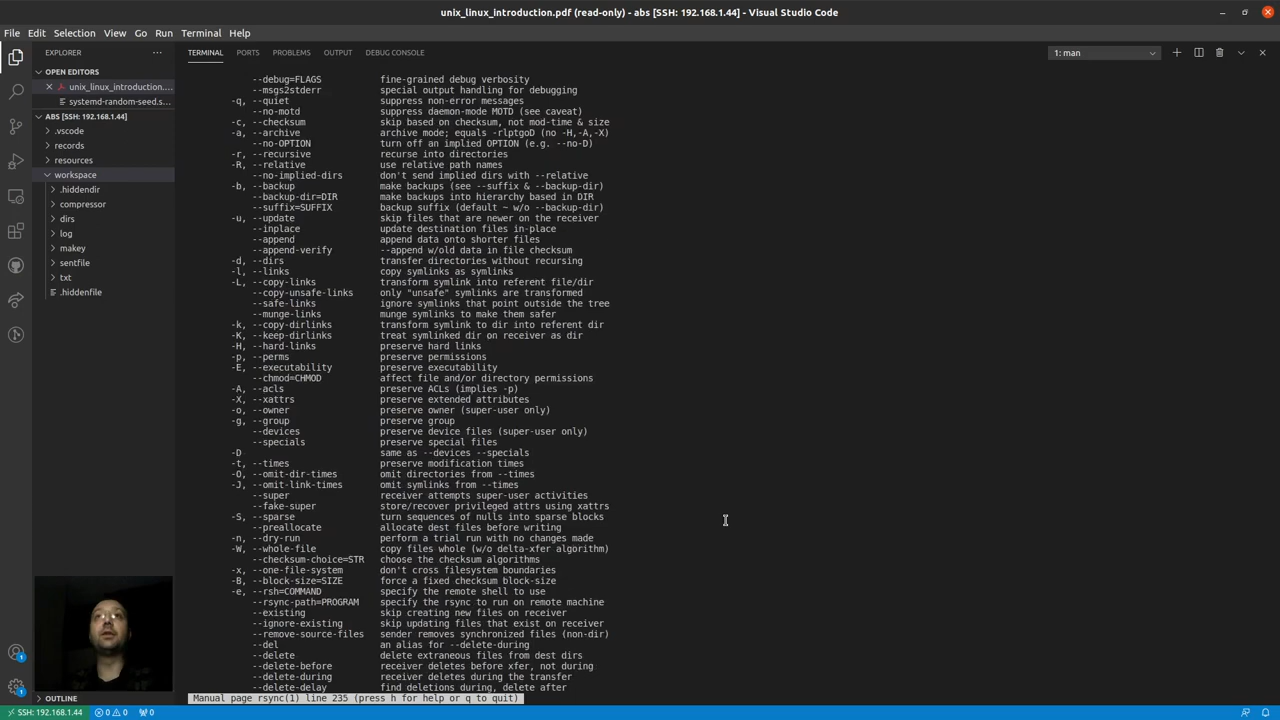 unix_linux_introduction.pdf (read-only) - abs [SSH: 192.168.1.44] - Visual Studio Code
File Edit Selection View Go Run Terminal Help
EXPLORER
OPEN EDITORS
unix_linux_introduction....
systemd-random-seed.s...
ABS [SSH: 192.168.1.44]
.vscode
records
resources
workspace
.hiddendir
compressor
dirs
log
makey
sentfile
txt
.hiddenfile
OUTLINE
TERMINAL PORTS PROBLEMS OUTPUT DEBUG CONSOLE
1: man
--debug=FLAGS fine-grained debug verbosity
--msgs2stderr special output handling for debugging
-q, --quiet suppress non-error messages
--no-motd suppress daemon-mode MOTD (see caveat)
-c, --checksum skip based on checksum, not mod-time & size
-a, --archive archive mode; equals -rlptgoD (no -H,-A,-X)
--no-OPTION turn off an implied OPTION (e.g. --no-D)
-r, --recursive recurse into directories
-R, --relative use relative path names
--no-implied-dirs don't send implied dirs with --relative
-b, --backup make backups (see --suffix & --backup-dir)
--backup-dir=DIR make backups into hierarchy based in DIR
--suffix=SUFFIX backup suffix (default ~ w/o --backup-dir)
-u, --update skip files that are newer on the receiver
--inplace update destination files in-place
--append append data onto shorter files
--append-verify --append w/old data in file checksum
-d, --dirs transfer directories without recursing
-l, --links copy symlinks as symlinks
-L, --copy-links transform symlink into referent file/dir
--copy-unsafe-links only "unsafe" symlinks are transformed
--safe-links ignore symlinks that point outside the tree
--munge-links munge symlinks to make them safer
-k, --copy-dirlinks transform symlink to dir into referent dir
-K, --keep-dirlinks treat symlinked dir on receiver as dir
-H, --hard-links preserve hard links
-p, --perms preserve permissions
-E, --executability preserve executability
--chmod=CHMOD affect file and/or directory permissions
-A, --acls preserve ACLs (implies -p)
-X, --xattrs preserve extended attributes
-o, --owner preserve owner (super-user only)
-g, --group preserve group
--devices preserve device files (super-user only)
--specials preserve special files
-D same as --devices --specials
-t, --times preserve modification times
-O, --omit-dir-times omit directories from --times
-J, --omit-link-times omit symlinks from --times
--super receiver attempts super-user activities
--fake-super store/recover privileged attrs using xattrs
-S, --sparse turn sequences of nulls into sparse blocks
--preallocate allocate dest files before writing
-n, --dry-run perform a trial run with no changes made
-W, --whole-file copy files whole (w/o delta-xfer algorithm)
--checksum-choice=STR choose the checksum algorithms
-x, --one-file-system don't cross filesystem boundaries
-B, --block-size=SIZE force a fixed checksum block-size
-e, --rsh=COMMAND specify the remote shell to use
--rsync-path=PROGRAM specify the rsync to run on remote machine
--existing skip creating new files on receiver
--ignore-existing skip updating files that exist on receiver
--remove-source-files sender removes synchronized files (non-dir)
--del an alias for --delete-during
--delete delete extraneous files from dest dirs
--delete-before receiver deletes before xfer, not during
--delete-during receiver deletes during the transfer
--delete-delay find deletions during, delete after
Manual page rsync(1) line 235 (press h for help or q to quit)
SSH: 192.168.1.44 0 0 0